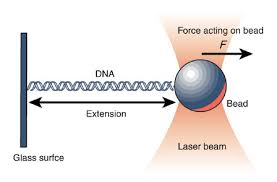 Force acting on bead
F
DNA
Extension
Bead
Laser beam
Glass surfce